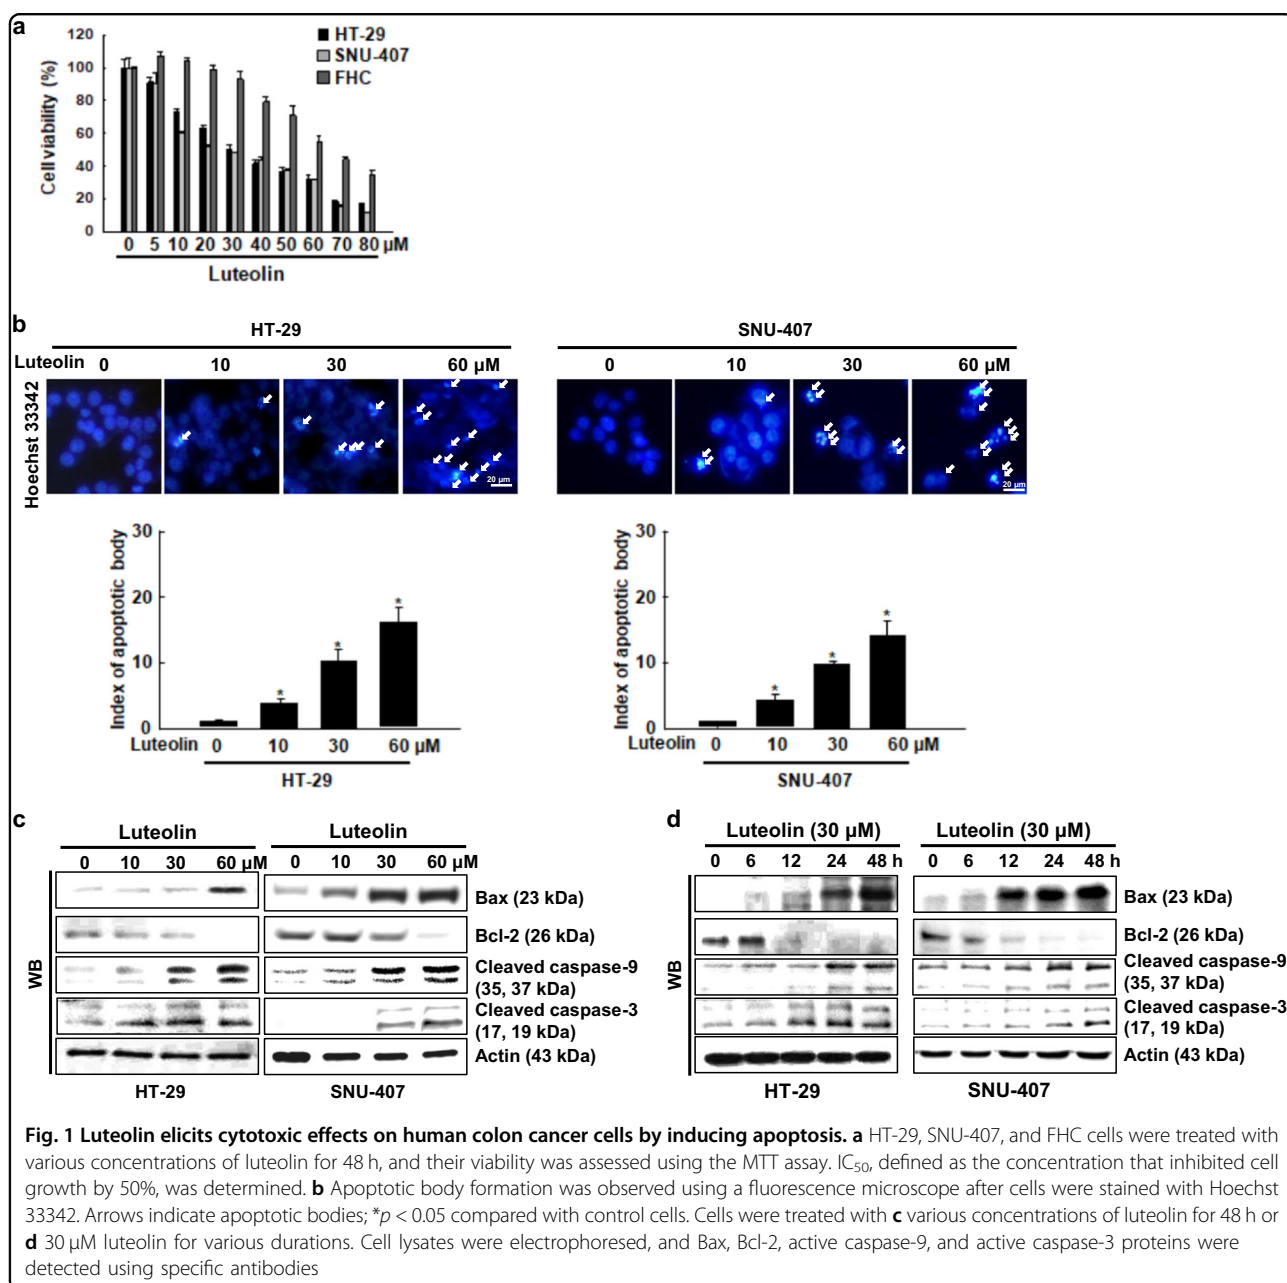 a
120
100
80
60
40
20
0
Cell viability (%)
HT-29
SNU-407
FHC
0 5 10 20 30 40 50 60 70 80 µM
Luteolin
b
HT-29
Luteolin 0 10 30 60 µM
SNU-407
0 10 30 60 µM
Hoechst 33342
20 µm
20 µm
Index of apoptotic body
30
20
10
0
* * *
Luteolin 0 10 30 60 µM
HT-29
Index of apoptotic body
30
20
10
0
* * *
Luteolin 0 10 30 60 µM
SNU-407
c
Luteolin Luteolin
0 10 30 60 µM 0 10 30 60 µM
WB
Bax (23 kDa)
Bcl-2 (26 kDa)
Cleaved caspase-9
(35, 37 kDa)
Cleaved caspase-3
(17, 19 kDa)
Actin (43 kDa)
HT-29 SNU-407
d
Luteolin (30 µM) Luteolin (30 µM)
0 6 12 24 48 h 0 6 12 24 48 h
WB
Bax (23 kDa)
Bcl-2 (26 kDa)
Cleaved caspase-9
(35, 37 kDa)
Cleaved caspase-3
(17, 19 kDa)
Actin (43 kDa)
HT-29 SNU-407
Fig. 1 Luteolin elicits cytotoxic effects on human colon cancer cells by inducing apoptosis. a HT-29, SNU-407, and FHC cells were treated with
various concentrations of luteolin for 48 h, and their viability was assessed using the MTT assay. IC50, defined as the concentration that inhibited cell
growth by 50%, was determined. b Apoptotic body formation was observed using a fluorescence microscope after cells were stained with Hoechst
33342. Arrows indicate apoptotic bodies; *p < 0.05 compared with control cells. Cells were treated with c various concentrations of luteolin for 48 h or
d 30 µM luteolin for various durations. Cell lysates were electrophoresed, and Bax, Bcl-2, active caspase-9, and active caspase-3 proteins were
detected using specific antibodies